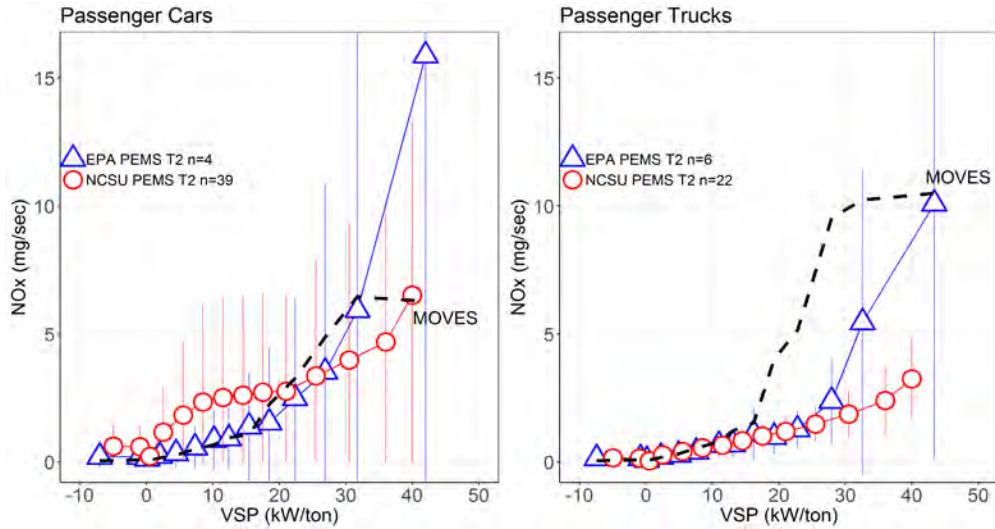 Passenger Cars
15
10
5
0
NOx (mg/sec)
EPA PEMS T2 n=4
NCSU PEMS T2 n=39
MOVES
-10 0 10 20 30 40 50
VSP (kW/ton)
Passenger Trucks
15
10
5
0
NOx (mg/sec)
EPA PEMS T2 n=6
NCSU PEMS T2 n=22
MOVES
-10 0 10 20 30 40 50
VSP (kW/ton)